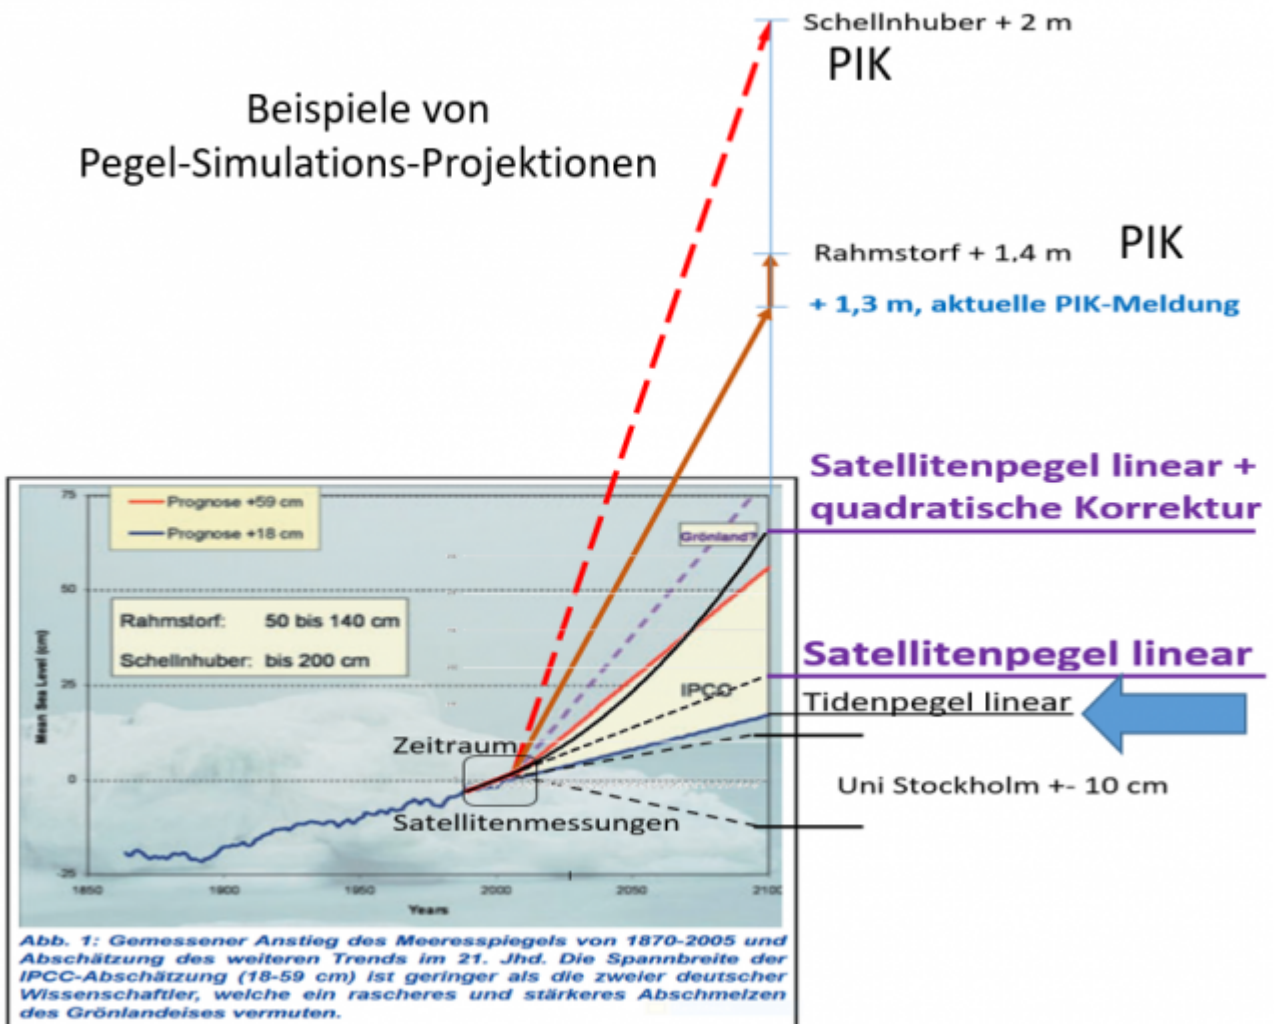 Schellnhuber + 2 m
PIK
Beispiele von
Pegel-Simulations-Projektionen
Rahmstorf + 1,4 m
PIK
+ 1,3 m, aktuelle PIK-Meldung
Satellitenpegel linear +
quadratische Korrektur
Prognose +59 cm
Prognose +18 cm
Grönland?
Rahmstorf: 50 bis 140 cm
Schellnhuber: bis 200 cm
IPCC
Satellitenpegel linear
Tidenpegel linear
Zeitraum
Satellitenmessungen
Uni Stockholm +- 10 cm
Mean Sea Level (cm)
75
50
25
0
-25
1850 1900 1950 2000 2050 2100
Years
Abb. 1: Gemessener Anstieg des Meeresspiegels von 1870-2005 und
Abschätzung des weiteren Trends im 21. Jhd. Die Spannbreite der
IPCC-Abschätzung (18-59 cm) ist geringer als die zweier deutscher
Wissenschaftler, welche ein rascheres und stärkeres Abschmelzen
des Grönlandeises vermuten.